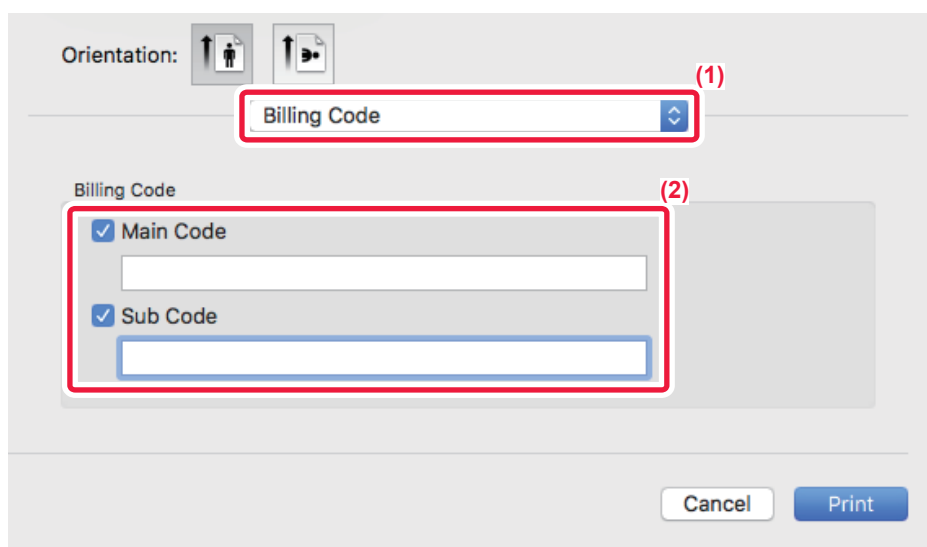 Orientation:
(1)
Billing Code
Billing Code
(2)
Main Code
Sub Code
Cancel
Print